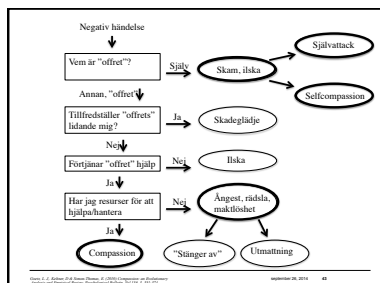 Negativ händelse
Vem är "offret"?
Själv
Skam, ilska
Självattack
Selfcompassion
Annan, "offret"
Tillfredställer "offrets"
lidande mig?
Ja
Skadeglädje
Nej
Förtjänar "offret" hjälp
Nej
Ilska
Ja
Har jag resurser för att
hjälpa/hantera
Nej
Ångest, rädsla,
maktlöshet
Ja
Compassion
"Stänger av"
Utmattning
september 26, 2014 43